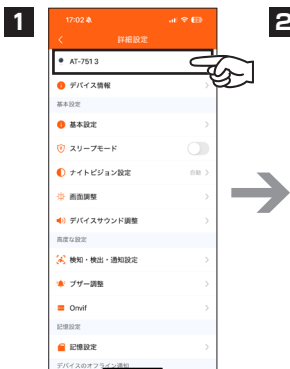 1
2
17:02
詳細設定
AT-7513
デバイス情報
基本設定
基本設定
スリープモード
ナイトビジョン設定 自動
画面調整
デバイスサウンド調整
高度な設定
検知・検出・通知設定
ブザー調整
Onvif
記憶設定
記憶設定
デバイスのオフライン通知